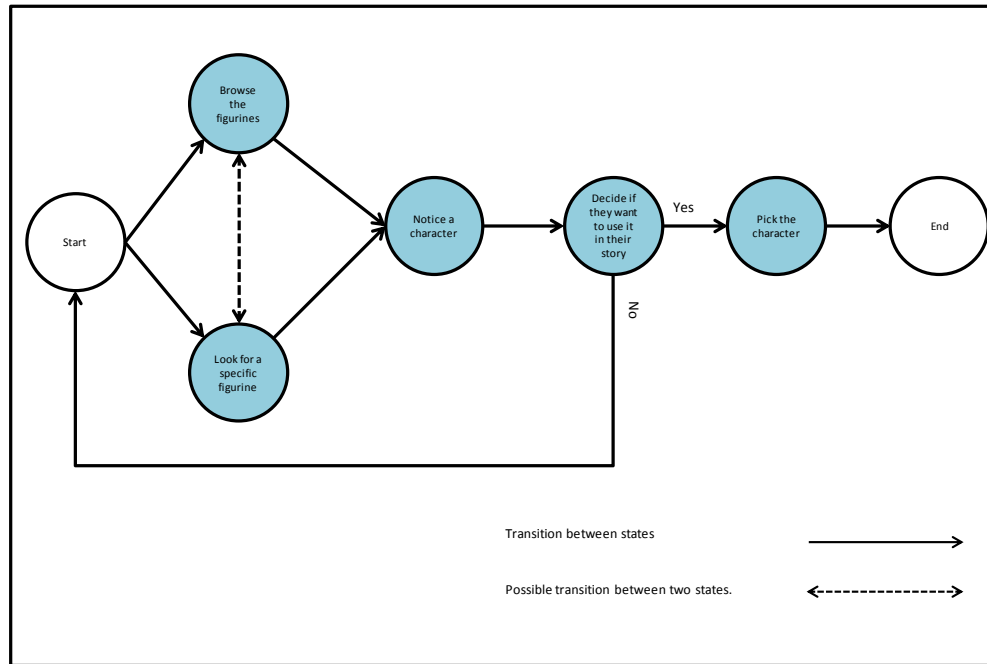 Browse
the
figurines
Start
Notice a
character
Decide if
they want
to use it
in their
story
Yes
Pick the
character
End
No
Look for a
specific
figurine
Transition between states
Possible transition between two states.